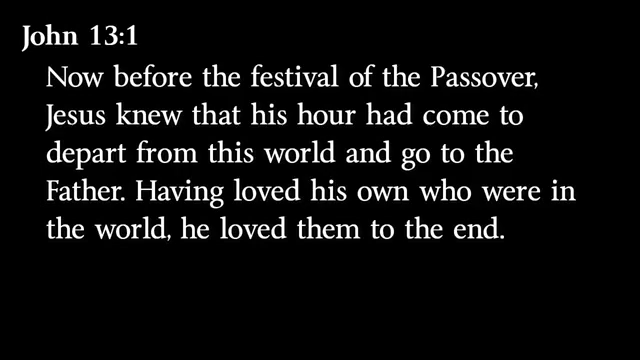 John 13:1
Now before the festival of the Passover,
Jesus knew that his hour had come to
depart from this world and go to the
Father. Having loved his own who were in
the world, he loved them to the end.